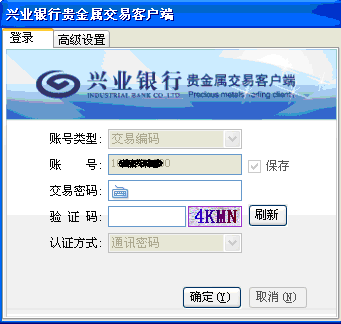 兴业银行贵金属交易客户端
登录 高级设置
兴业银行 贵金属交易客户端
INDUSTRIAL BANK CO.,LTD. Precious metals trading client
账号类型: 交易编码
账 号: 保存
交易密码:
验 证 码: 4KMN 刷新
认证方式: 通讯密码
确定(Y) 取消(N)